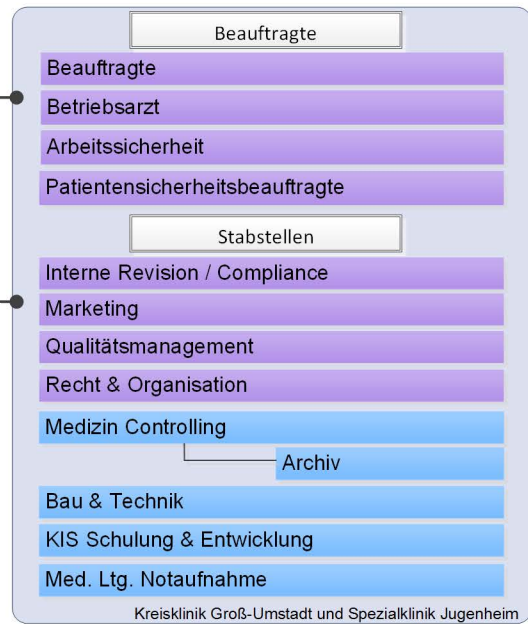 Beauftragte
Beauftragte
Betriebsarzt
Arbeitssicherheit
Patientensicherheitsbeauftragte
Stabstellen
Interne Revision / Compliance
Marketing
Qualitätsmanagement
Recht & Organisation
Medizin Controlling
Archiv
Bau & Technik
KIS Schulung & Entwicklung
Med. Ltg. Notaufnahme
Kreisklinik Groß-Umstadt und Spezialklinik Jugenheim